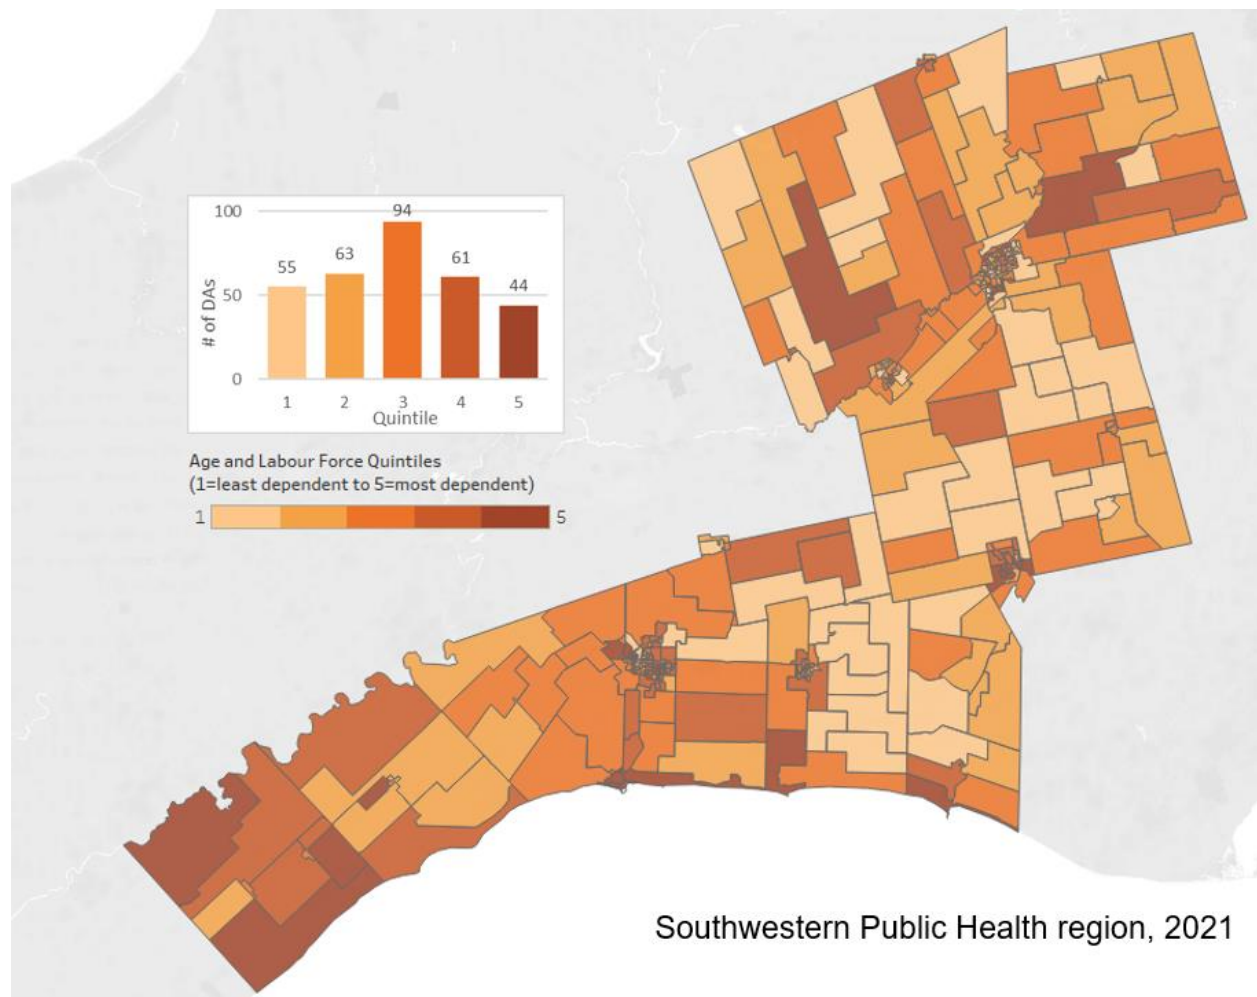 100
94
63
61
55
50
44
# of DAs
0
1 2 3 4 5
Quintile
Age and Labour Force Quintiles
(1=least dependent to 5=most dependent)
1 5
Southwestern Public Health region, 2021